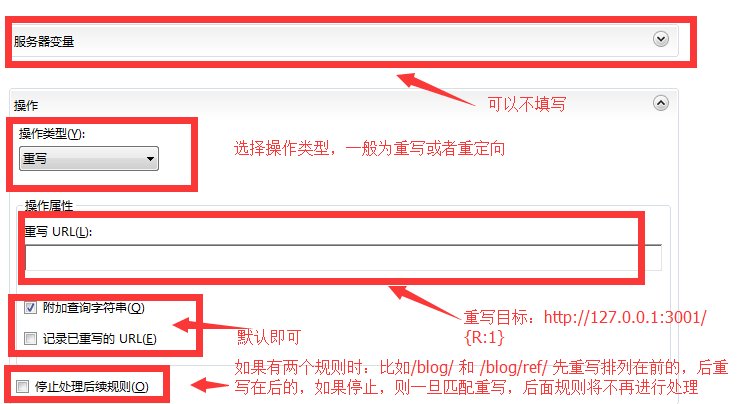 服务器变量
可以不填写
操作
操作类型(Y):
重写
选择操作类型，一般为重写或者重定向
操作属性
重写 URL(L):
重写目标：http://127.0.0.1:3001/
{R:1}
附加查询字符串(Q)
记录已重写的 URL(E)
默认即可
如果有两个规则时：比如/blog/ 和 /blog/ref/ 先重写排列在前的，后重
写在后的，如果停止，则一旦匹配重写，后面规则将不再进行处理
停止处理后续规则(O)